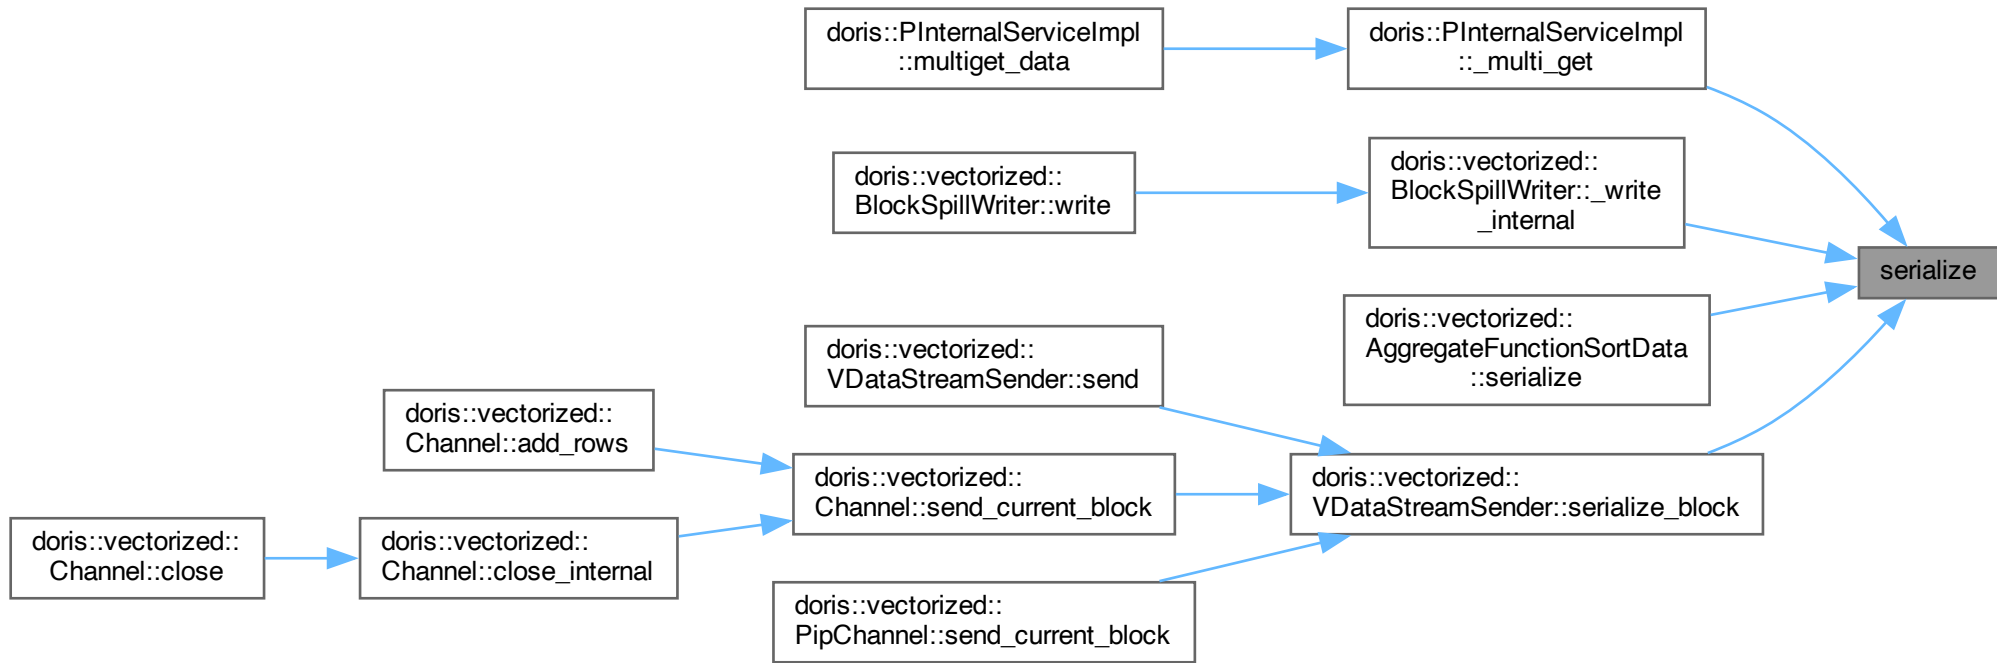 doris::PInternalServiceImpl
::multiget_data
doris::PInternalServiceImpl
::_multi_get
doris::vectorized::
BlockSpillWriter::write
doris::vectorized::
BlockSpillWriter::_write
_internal
serialize
doris::vectorized::
AggregateFunctionSortData
::serialize
doris::vectorized::
VDataStreamSender::send
doris::vectorized::
Channel::add_rows
doris::vectorized::
Channel::send_current_block
doris::vectorized::
VDataStreamSender::serialize_block
doris::vectorized::
Channel::close
doris::vectorized::
Channel::close_internal
doris::vectorized::
PipChannel::send_current_block